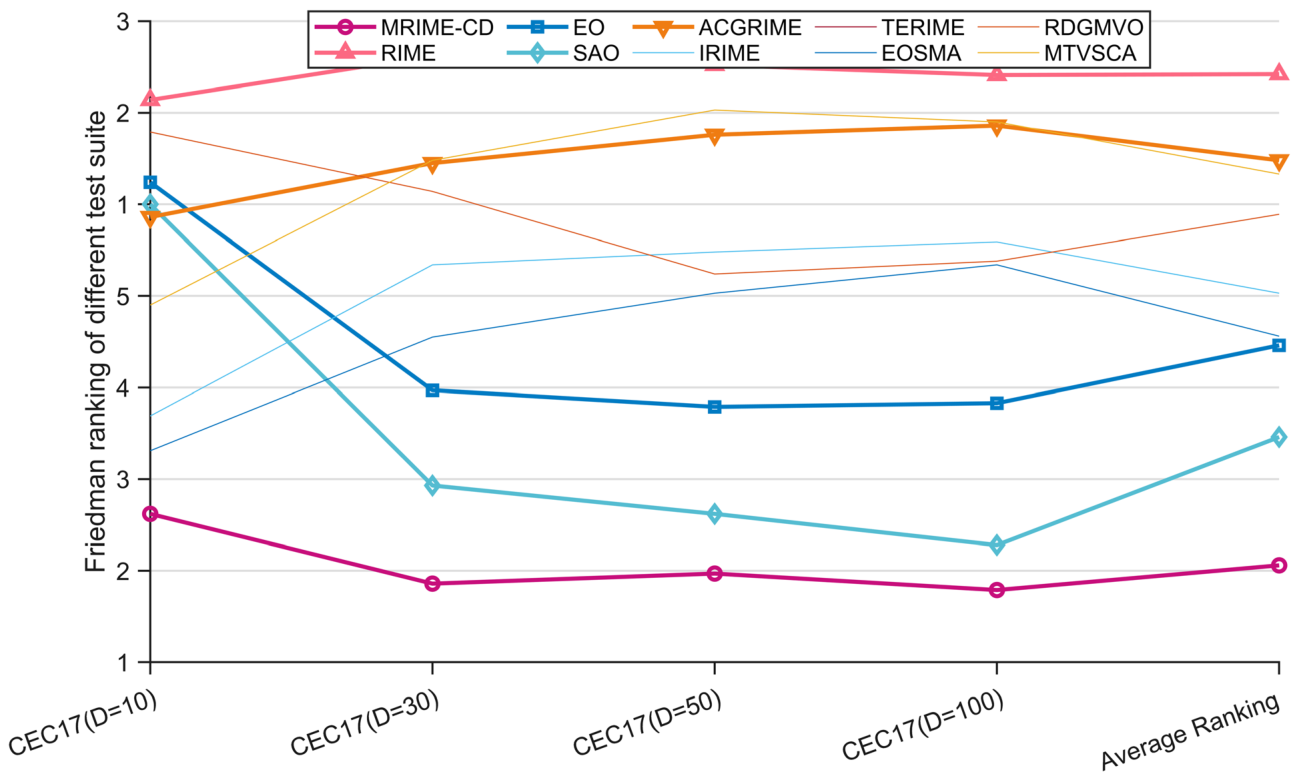 MRIME-CD EO ACGRIME TERIME RDGMVO
RIME SAO IRIME EOSMA MTVSCA
Friedman ranking of different test suite
3
2
1
5
4
3
2
1
CEC17(D=10)
CEC17(D=30)
CEC17(D=50)
CEC17(D=100)
Average Ranking